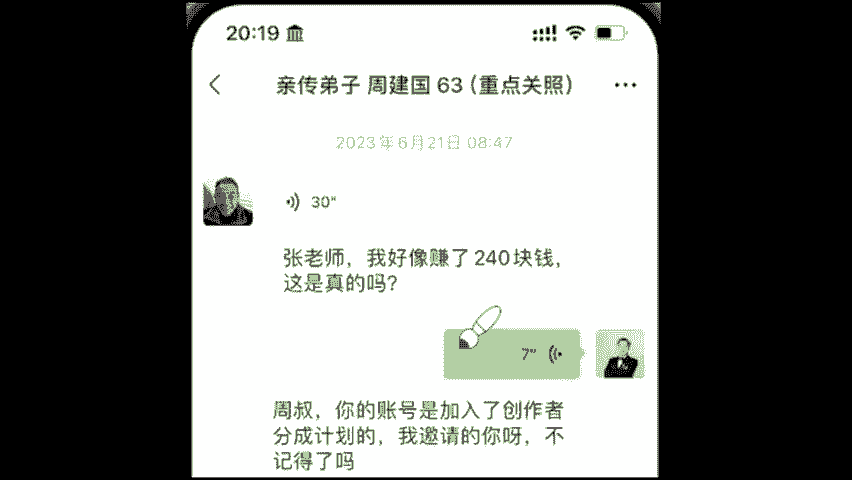 20:19
亲传弟子 周建国 63（重点关照）
2023年6月21日 08:47
30"
张老师，我好像赚了240块钱，
这是真的吗？
7"
周叔，你的账号是加入了创作者
分成计划的，我邀请的你呀，不
记得了吗